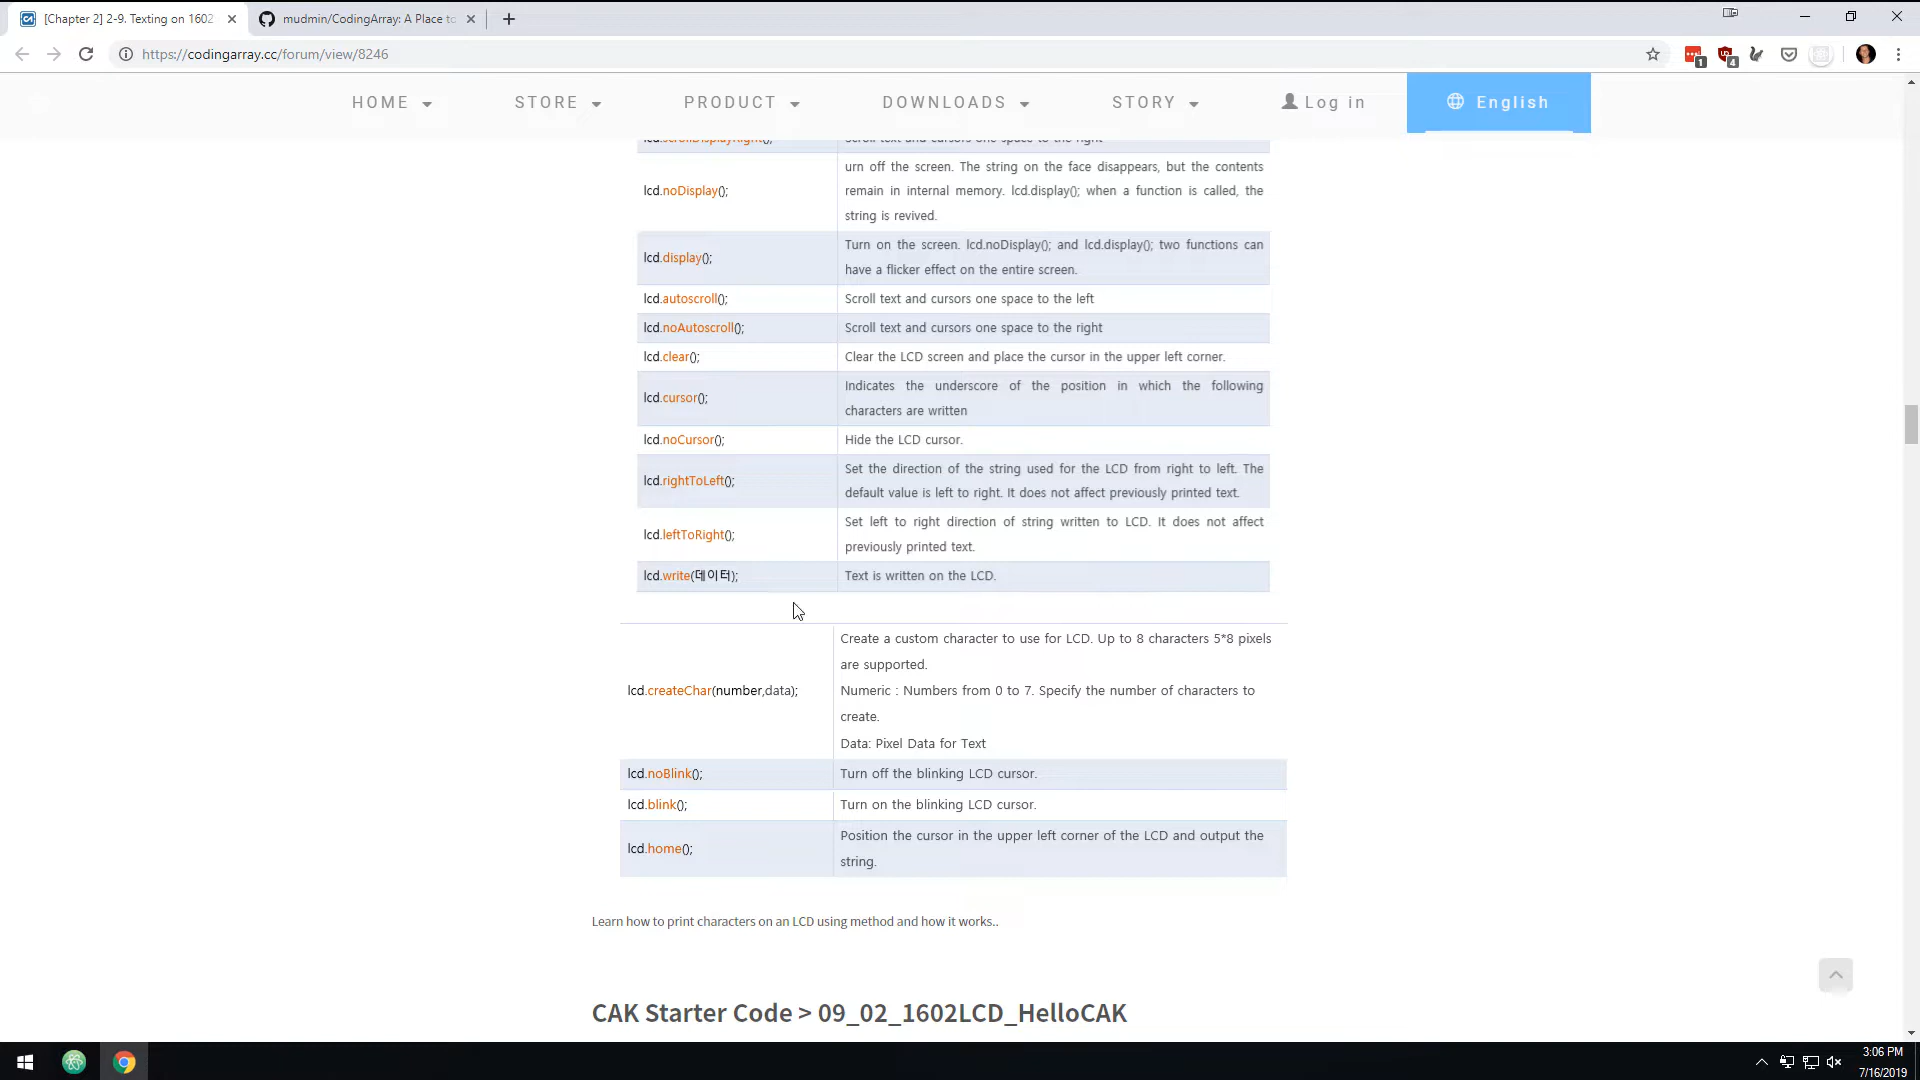 [Chapter 2] 2-9. Texting on 1602
mudmin/CodingArray: A Place to
https://codingarray.cc/forum/view/8246
1
4
HOME
STORE
PRODUCT
DOWNLOADS
STORY
Log in
English
lcd.scrollDisplayRight();
Scroll text and cursors one space to the right
lcd.noDisplay();
urn off the screen. The string on the face disappears, but the contents
remain in internal memory. lcd.display(); when a function is called, the
string is revived.
lcd.display();
Turn on the screen. lcd.noDisplay(); and lcd.display(); two functions can
have a flicker effect on the entire screen.
lcd.autoscroll();
Scroll text and cursors one space to the left
lcd.noAutoscroll();
Scroll text and cursors one space to the right
lcd.clear();
Clear the LCD screen and place the cursor in the upper left corner.
lcd.cursor();
Indicates the underscore of the position in which the following
characters are written
lcd.noCursor();
Hide the LCD cursor.
lcd.rightToLeft();
Set the direction of the string used for the LCD from right to left. The
default value is left to right. It does not affect previously printed text.
lcd.leftToRight();
Set left to right direction of string written to LCD. It does not affect
previously printed text.
lcd.write(데이터);
Text is written on the LCD.
lcd.createChar(number,data);
Create a custom character to use for LCD. Up to 8 characters 5*8 pixels
are supported.
Numeric : Numbers from 0 to 7. Specify the number of characters to
create.
Data: Pixel Data for Text
lcd.noBlink();
Turn off the blinking LCD cursor.
lcd.blink();
Turn on the blinking LCD cursor.
lcd.home();
Position the cursor in the upper left corner of the LCD and output the
string.
Learn how to print characters on an LCD using method and how it works..
CAK Starter Code > 09_02_1602LCD_HelloCAK
3:06 PM
7/16/2019